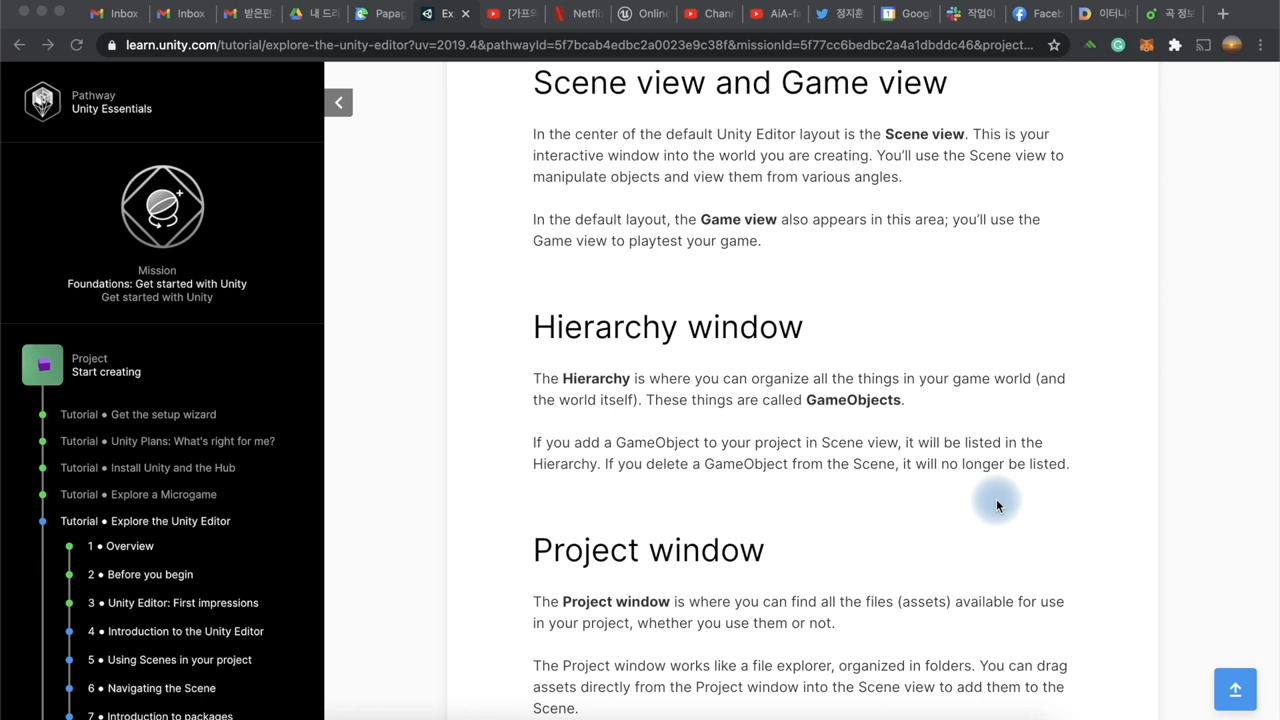 Inbox
Inbox
받은편
내 드라
Papag
Ex
[가프의
Netfli
Online
Chann
AiA-fa
정지훈
Googl
작업이
Faceb
이터니
곡 정보
learn.unity.com/tutorial/explore-the-unity-editor?uv=2019.4&pathwayId=5f7bcab4edbc2a0023e9c38f&missionId=5f77cc6bedbc2a4a1dbddc46&project...
Pathway
Unity Essentials
Mission
Foundations: Get started with Unity
Get started with Unity
Project
Start creating
Tutorial ● Get the setup wizard
Tutorial ● Unity Plans: What's right for me?
Tutorial ● Install Unity and the Hub
Tutorial ● Explore a Microgame
Tutorial ● Explore the Unity Editor
1 ● Overview
2 ● Before you begin
3 ● Unity Editor: First impressions
4 ● Introduction to the Unity Editor
5 ● Using Scenes in your project
6 ● Navigating the Scene
7 ● Introduction to packages
Scene view and Game view
In the center of the default Unity Editor layout is the Scene view. This is your
interactive window into the world you are creating. You’ll use the Scene view to
manipulate objects and view them from various angles.
In the default layout, the Game view also appears in this area; you’ll use the
Game view to playtest your game.
Hierarchy window
The Hierarchy is where you can organize all the things in your game world (and
the world itself). These things are called GameObjects.
If you add a GameObject to your project in Scene view, it will be listed in the
Hierarchy. If you delete a GameObject from the Scene, it will no longer be listed.
Project window
The Project window is where you can find all the files (assets) available for use
in your project, whether you use them or not.
The Project window works like a file explorer, organized in folders. You can drag
assets directly from the Project window into the Scene view to add them to the
Scene.